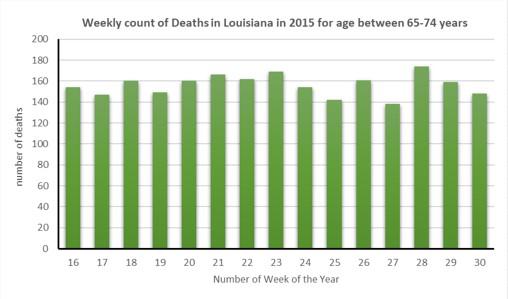 Weekly count of Deaths in Louisiana in 2015 for age between 65-74 years
200
180
160
140
120
100
80
60
40
20
0
number of deaths
16 17 18 19 20 21 22 23 24 25 26 27 28 29 30
Number of Week of the Year